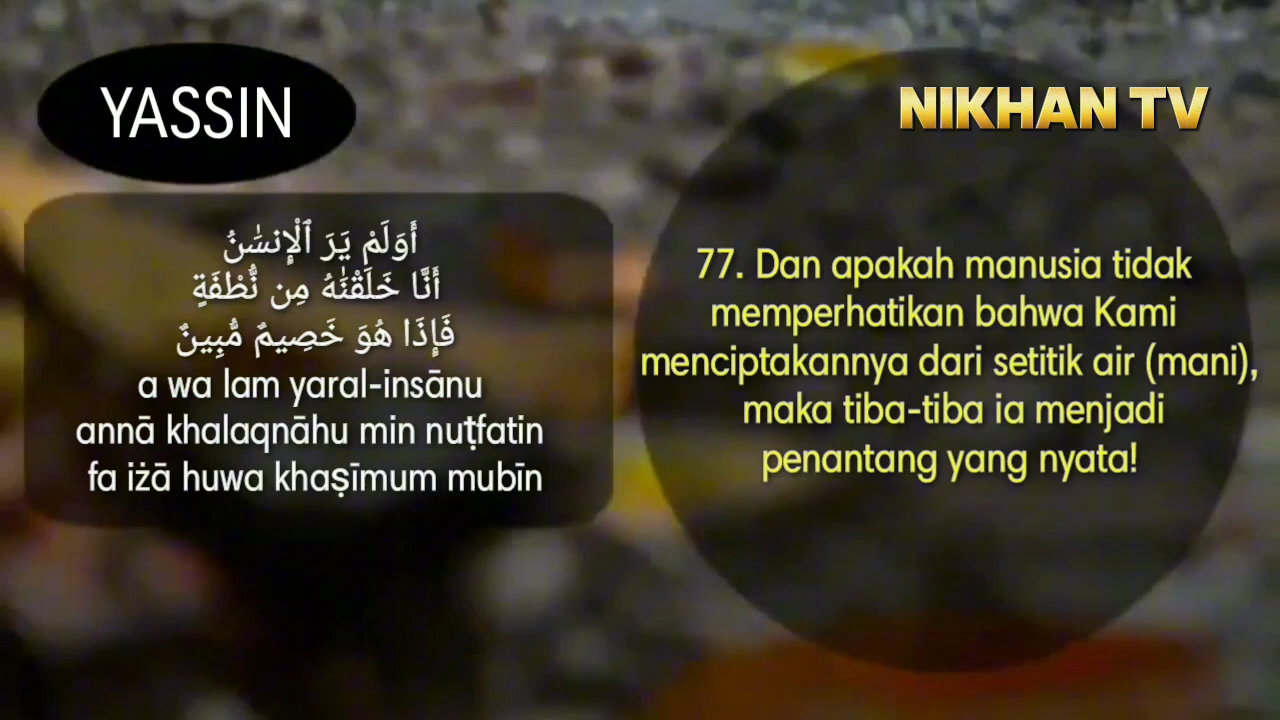 YASSIN
NIKHAN TV
أَوَلَمْ يَرَ ٱلْإِنسَٰنُ
أَنَّا خَلَقْنَٰهُ مِن نُّطْفَةٍ
فَإِذَا هُوَ خَصِيمٌ مُّبِينٌ
a wa lam yaral-insānu
annā khalaqnāhu min nuṭfatin
fa iżā huwa khaṣīmum mubīn
77. Dan apakah manusia tidak
memperhatikan bahwa Kami
menciptakannya dari setitik air (mani),
maka tiba-tiba ia menjadi
penantang yang nyata!